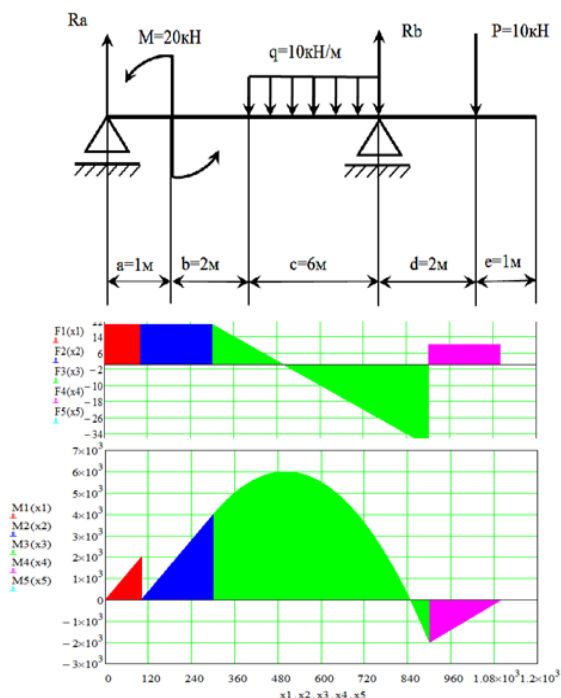 Ra
M=20кН
q=10кН/м
Rb
P=10кН
a=1м
b=2м
c=6м
d=2м
e=1м
F1(x1)
F2(x2)
F3(x3)
F4(x4)
F5(x5)
22
14
6
−2
−10
−18
−26
−34
M1(x1)
M2(x2)
M3(x3)
M4(x4)
M5(x5)
7×10³
6×10³
5×10³
4×10³
3×10³
2×10³
1×10³
0
−1×10³
−2×10³
−3×10³
0 120 240 360 480 600 720 840 960 1.08×10³ 1.2×10³
x1, x2, x3, x4, x5